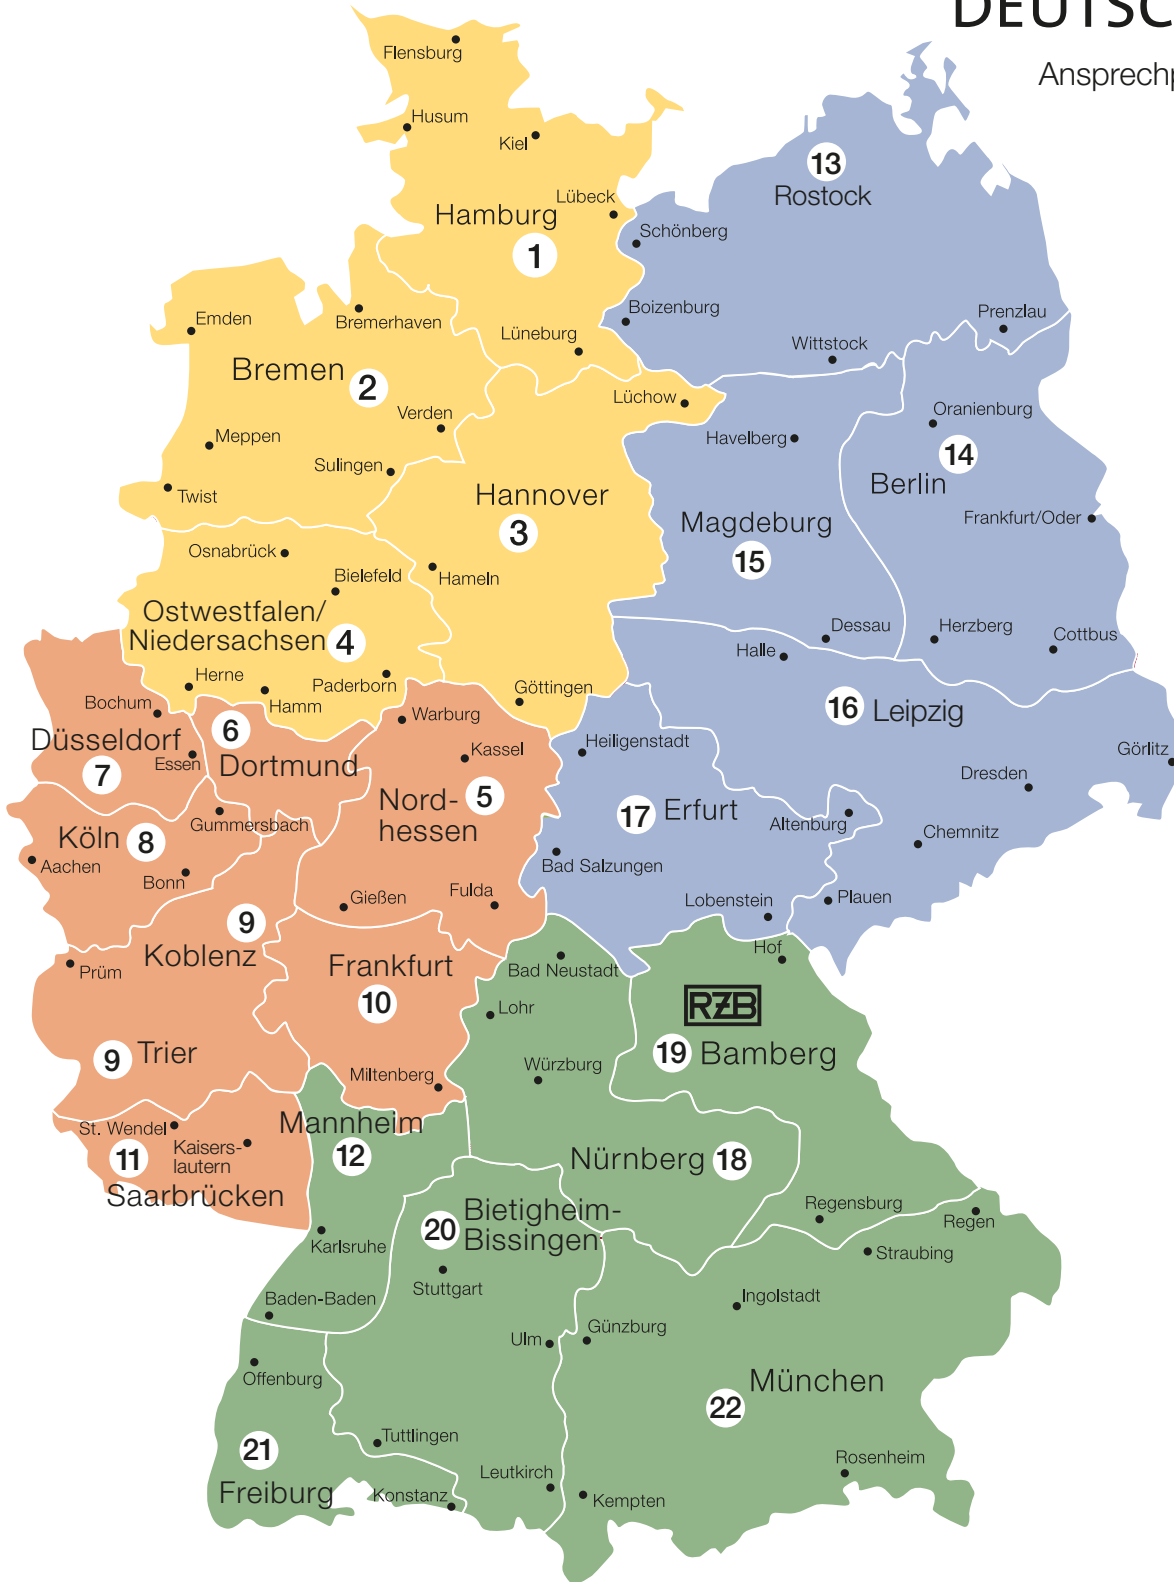 DEUTSC
Ansprechp
Flensburg
Husum
Kiel
Lübeck
Hamburg
1
Schönberg
13
Rostock
Boizenburg
Emden
Bremerhaven
Lüneburg
Prenzlau
Wittstock
Bremen 2
Lüchow
Verden
Oranienburg
Havelberg
14
Meppen
Sulingen
Berlin
Twist
Hannover
3
Magdeburg
15
Frankfurt/Oder
Osnabrück
Bielefeld
Hameln
Ostwestfalen/
Niedersachsen 4
Dessau
Herzberg
Cottbus
Halle
Herne
Hamm
Paderborn
Göttingen
Bochum
6
Warburg
16 Leipzig
Düsseldorf
7
Essen
Dortmund
Kassel
Heiligenstadt
Görlitz
Dresden
Nord-
hessen
5
17 Erfurt
Altenburg
Gummersbach
Köln 8
Chemnitz
Aachen
Bonn
Bad Salzungen
Gießen
Fulda
Lobenstein
Plauen
9
Koblenz
Hof
Prüm
Frankfurt
10
Bad Neustadt
Lohr
RZB
9 Trier
Würzburg
19 Bamberg
Miltenberg
St. Wendel
Kaisers-
lautern
11
Saarbrücken
Mannheim
12
Nürnberg 18
Regensburg
Regen
20 Bietigheim-
Bissingen
Karlsruhe
Straubing
Stuttgart
Baden-Baden
Ingolstadt
Ulm
Günzburg
Offenburg
München
22
Tuttlingen
21
Freiburg
Rosenheim
Leutkirch
Konstanz
Kempten